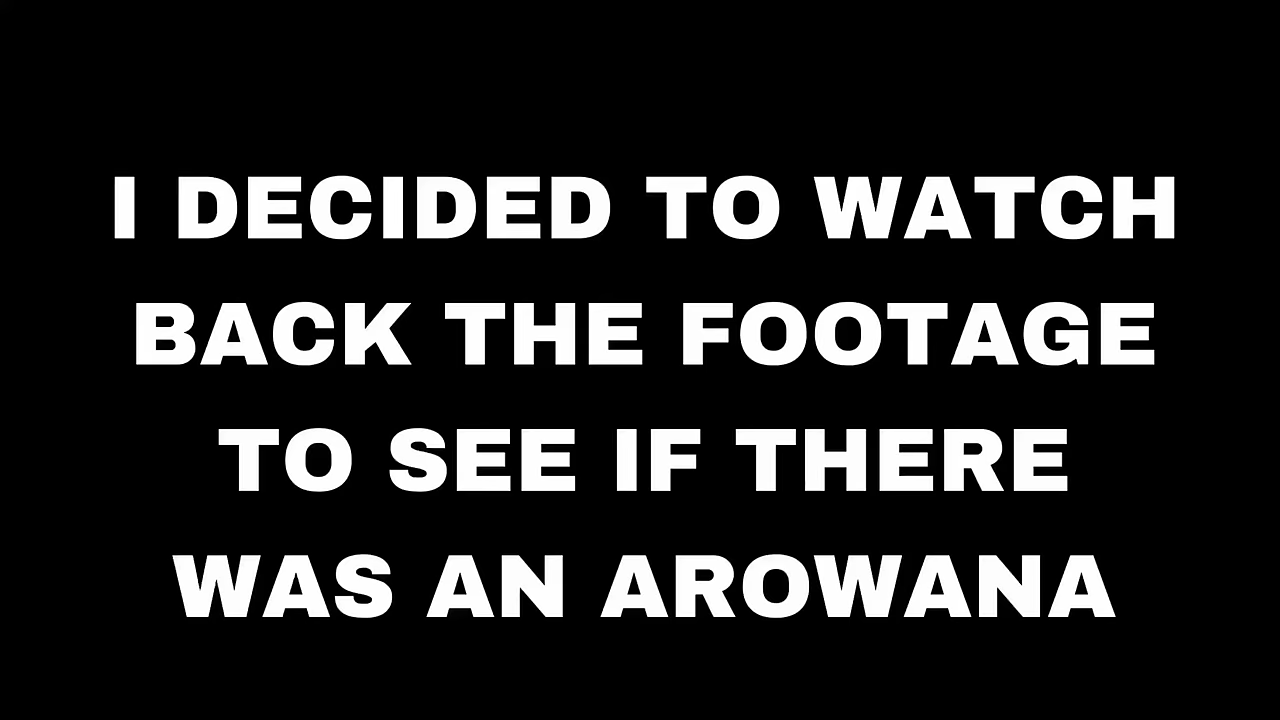 I DECIDED TO WATCH
BACK THE FOOTAGE
TO SEE IF THERE
WAS AN AROWANA